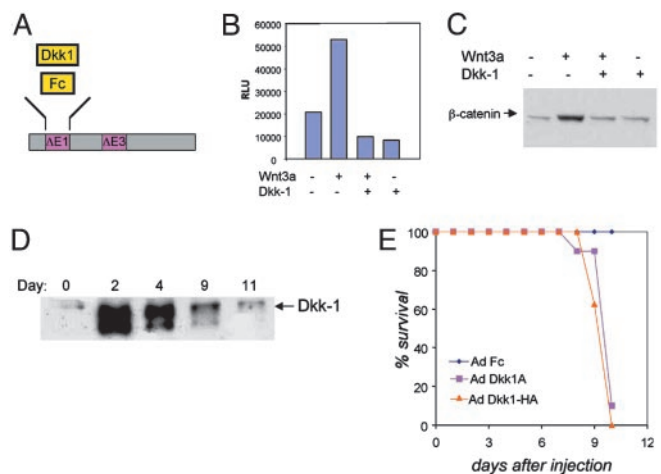 A
Dkk1
Fc
ΔE1 ΔE3
B
RLU
60000
50000
40000
30000
20000
10000
0
Wnt3a - + + -
Dkk-1 - - + +
C
Wnt3a - + + -
Dkk-1 - - + +
β-catenin
D
Day: 0 2 4 9 11
Dkk-1
E
% survival
100
80
60
40
20
0
Ad Fc
Ad Dkk1A
Ad Dkk1-HA
0 3 6 9 12
days after injection